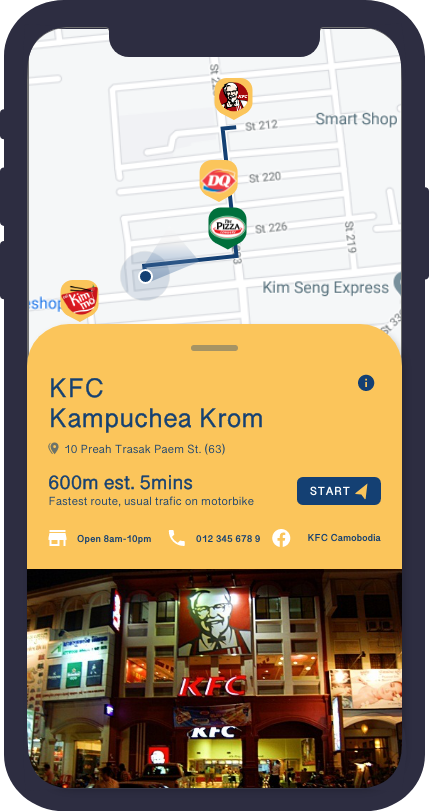 St 2
KFC
St 212
Smart Shop
DQ
St 220
The
PIZZA
COMPANY
St 226
St 219
63
Kim Seng Express
Kim
mo
eshop
St 33
KFC
Kampuchea Krom
10 Preah Trasak Paem St. (63)
600m est. 5mins
Fastest route, usual trafic on motorbike
START
Open 8am-10pm
012 345 678 9
KFC Camobodia
KFC
KFC